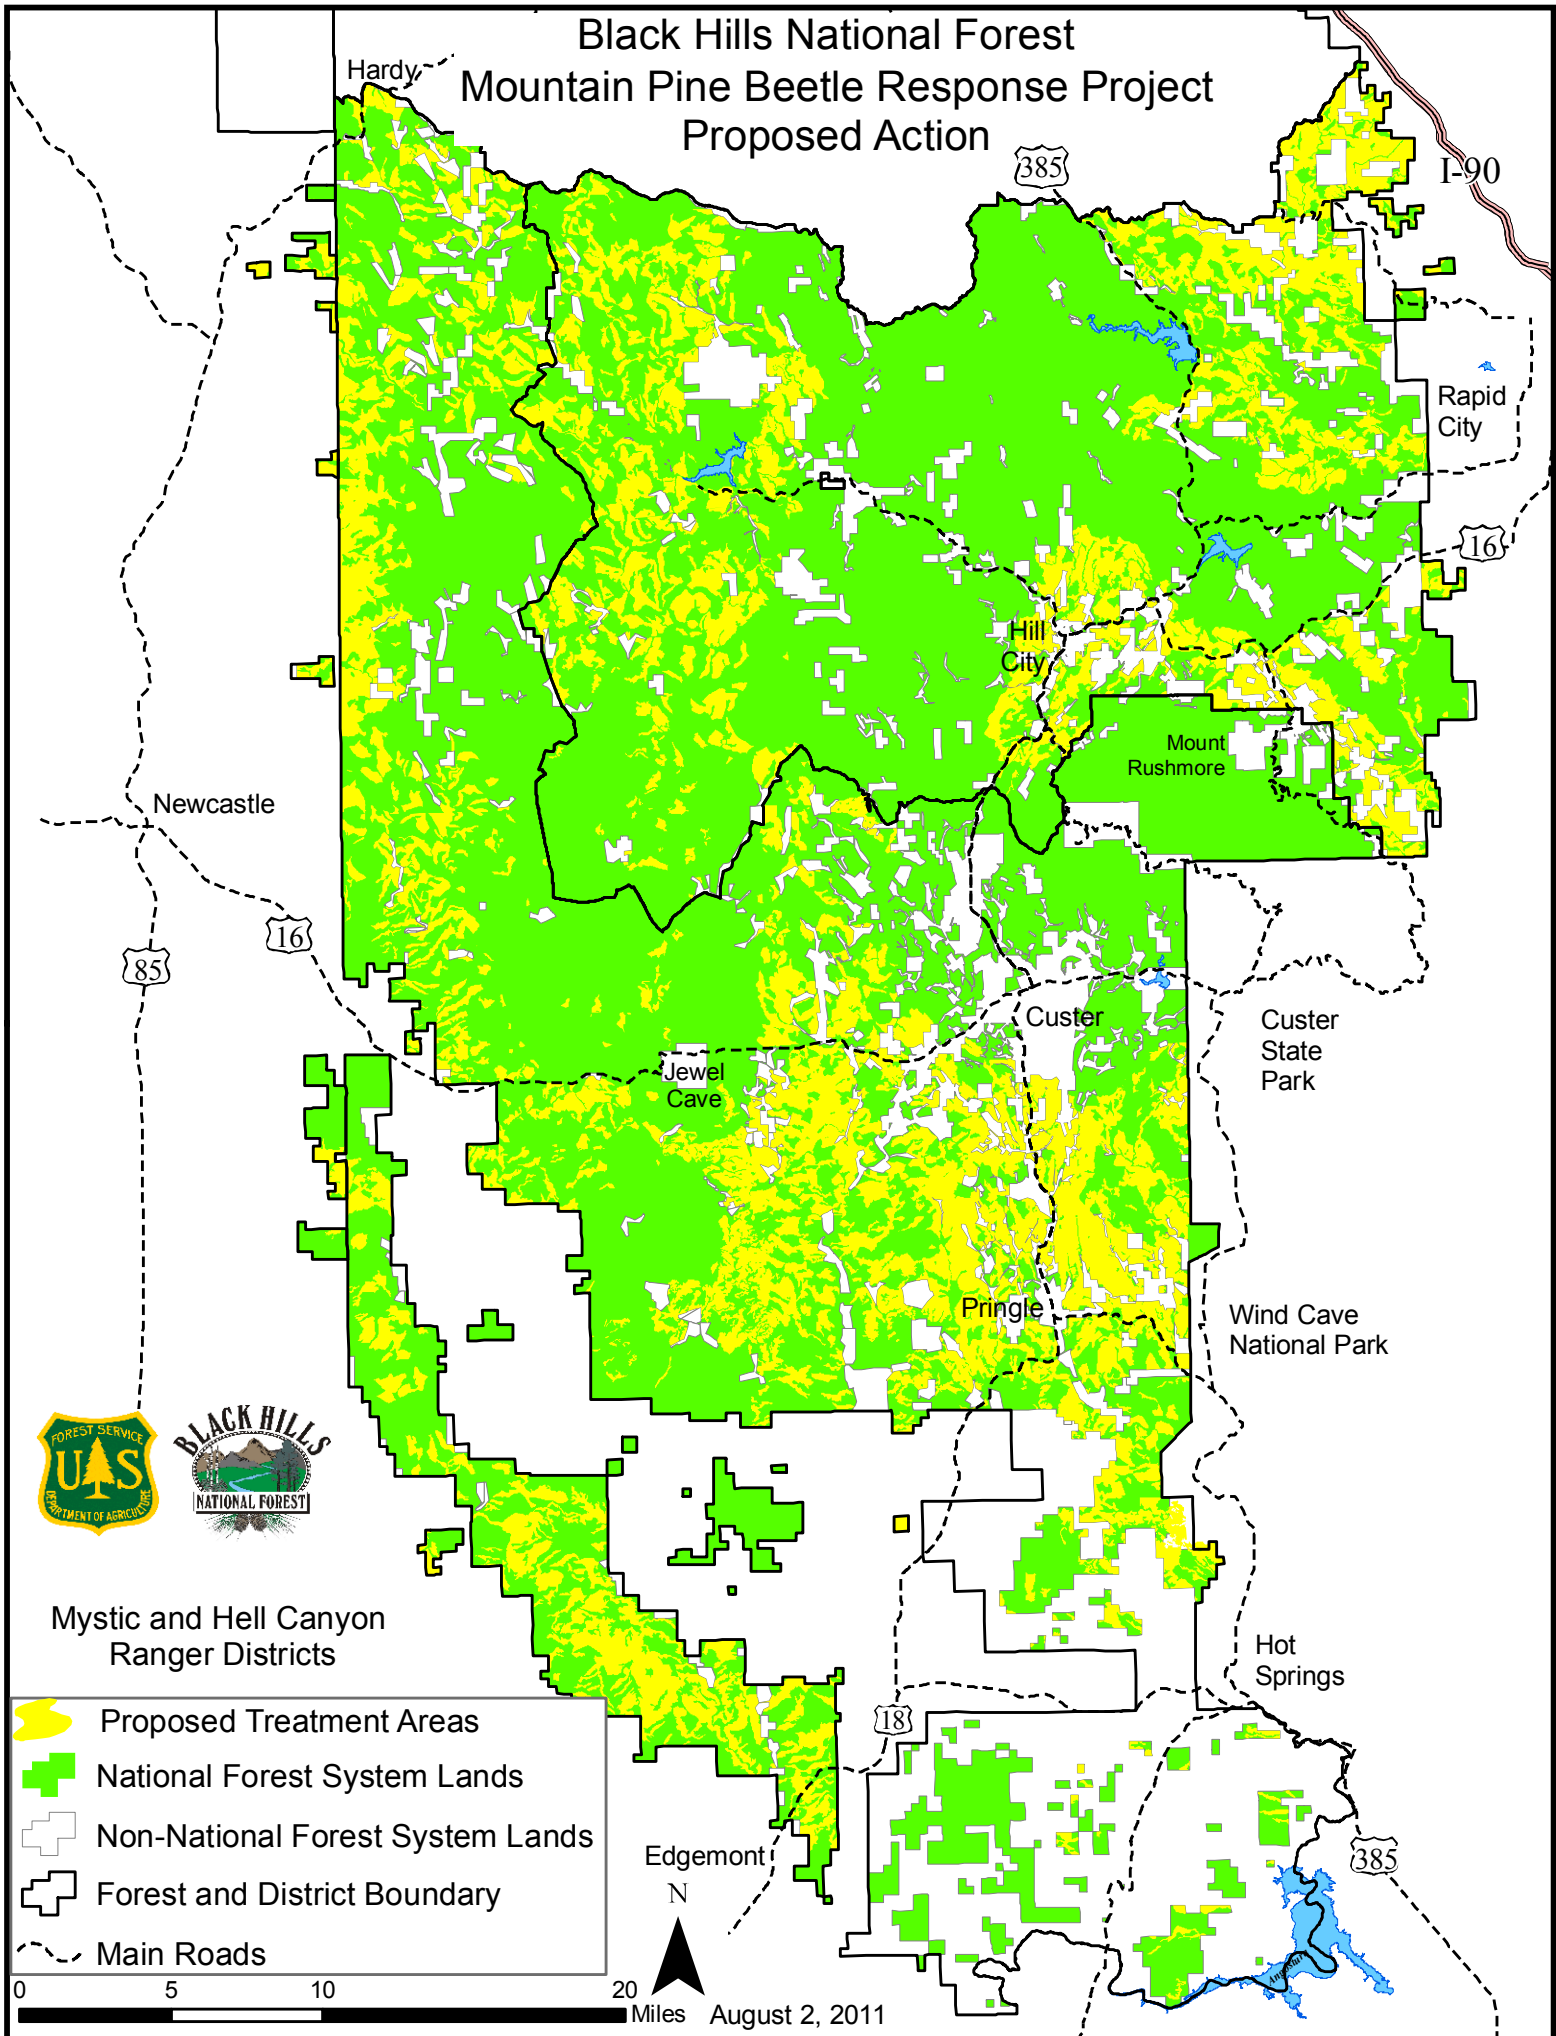 Black Hills National Forest
Mountain Pine Beetle Response Project
Proposed Action
Hardy
385
I-90
Rapid
City
16
Hill
City
Mount
Rushmore
Newcastle
16
85
Custer
Custer
State
Park
Jewel
Cave
Pringle
Wind Cave
National Park
FOREST SERVICE
U S
DEPARTMENT OF AGRICULTURE
BLACK HILLS
NATIONAL FOREST
Mystic and Hell Canyon
Ranger Districts
Hot
Springs
18
Proposed Treatment Areas
National Forest System Lands
Non-National Forest System Lands
Forest and District Boundary
Main Roads
Edgemont
385
N
0 5 10 20
Miles
August 2, 2011